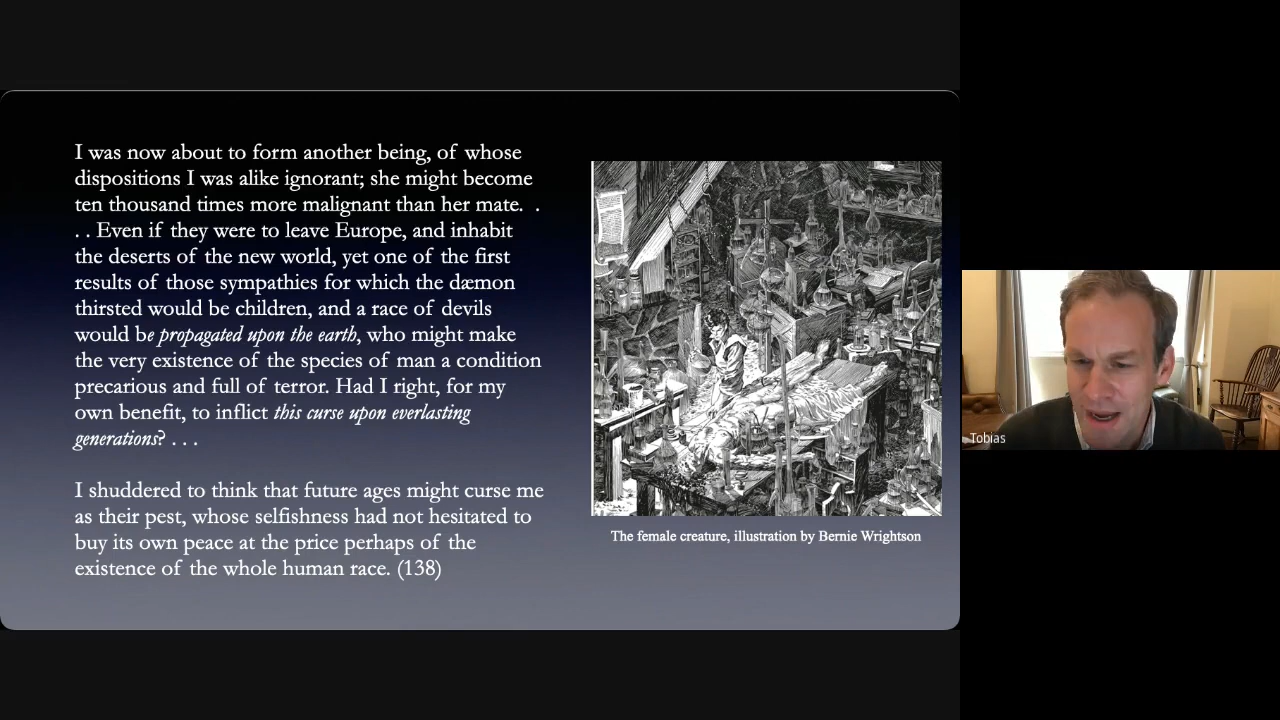 I was now about to form another being, of whose
dispositions I was alike ignorant; she might become
ten thousand times more malignant than her mate. .
. . Even if they were to leave Europe, and inhabit
the deserts of the new world, yet one of the first
results of those sympathies for which the dæmon
thirsted would be children, and a race of devils
would be propagated upon the earth, who might make
the very existence of the species of man a condition
precarious and full of terror. Had I right, for my
own benefit, to inflict this curse upon everlasting
generations? . . .
I shuddered to think that future ages might curse me
as their pest, whose selfishness had not hesitated to
buy its own peace at the price perhaps of the
existence of the whole human race. (138)
The female creature, illustration by Bernie Wrightson
Tobias